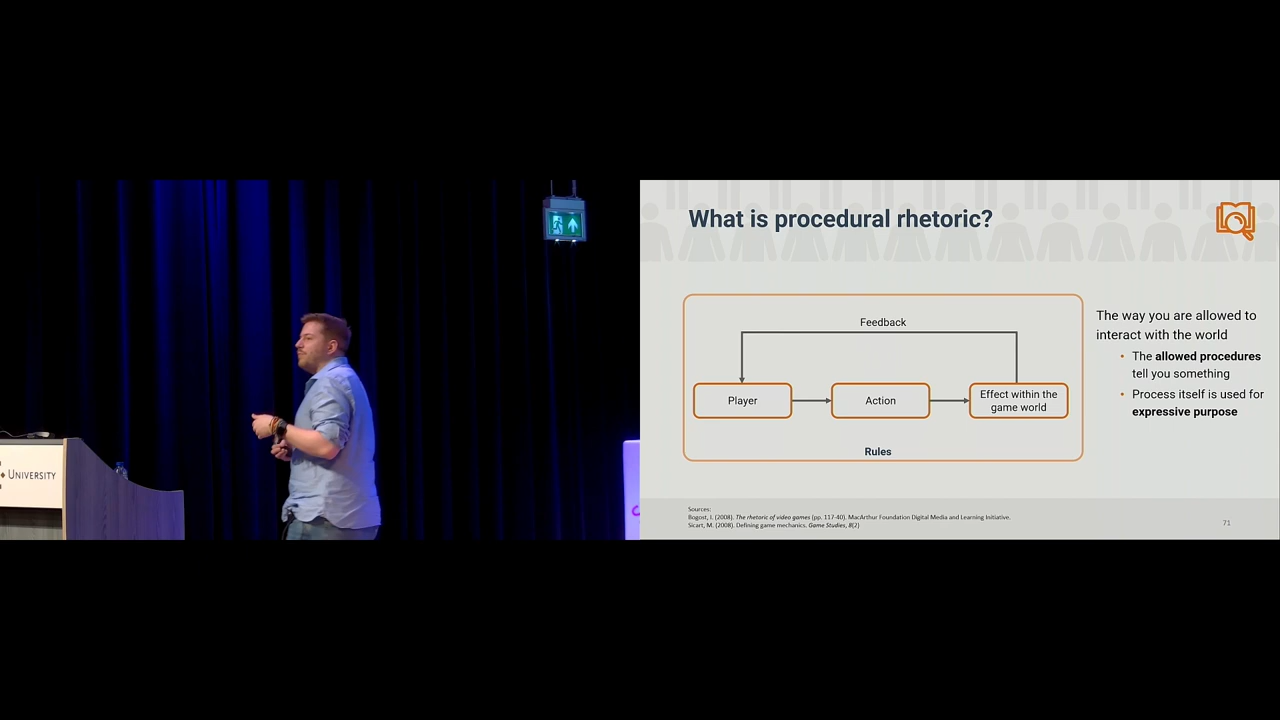 UNIVERSITY
What is procedural rhetoric?
Feedback
Player
Action
Effect within the
game world
Rules
The way you are allowed to
interact with the world
• The allowed procedures
tell you something
• Process itself is used for
expressive purpose
Sources:
Bogost, I. (2008). The rhetoric of video games (pp. 117-40). MacArthur Foundation Digital Media and Learning Initiative.
Sicart, M. (2008). Defining game mechanics. Game Studies, 8(2)
71